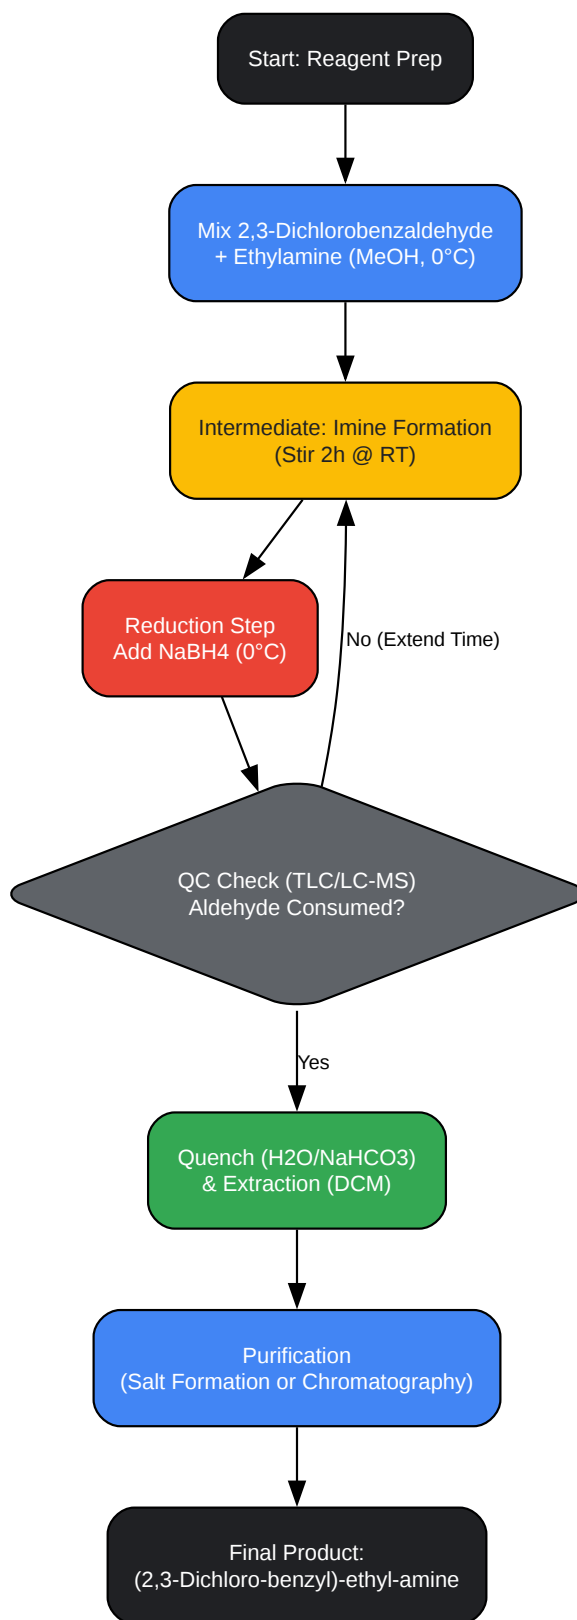 Start: Reagent Prep
Mix 2,3-Dichlorobenzaldehyde
+ Ethylamine (MeOH, 0°C)
Intermediate: Imine Formation
(Stir 2h @ RT)
Reduction Step
Add NaBH4 (0°C)
No (Extend Time)
QC Check (TLC/LC-MS)
Aldehyde Consumed?
Yes
Quench (H2O/NaHCO3)
& Extraction (DCM)
Purification
(Salt Formation or Chromatography)
Final Product:
(2,3-Dichloro-benzyl)-ethyl-amine